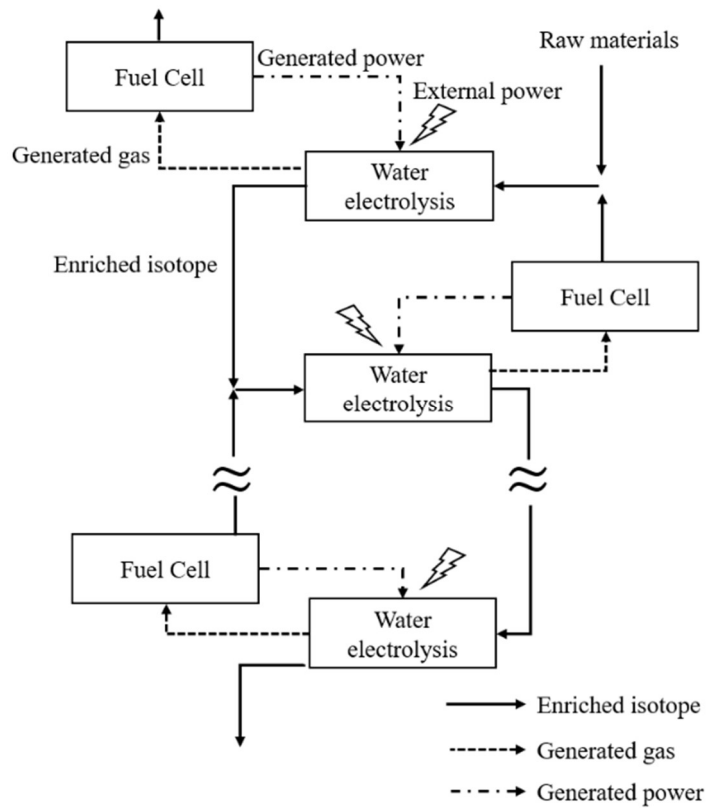 Fuel Cell
Generated power
Raw materials
External power
Generated gas
Water
electrolysis
Enriched isotope
Fuel Cell
Water
electrolysis
Fuel Cell
Water
electrolysis
Enriched isotope
Generated gas
Generated power